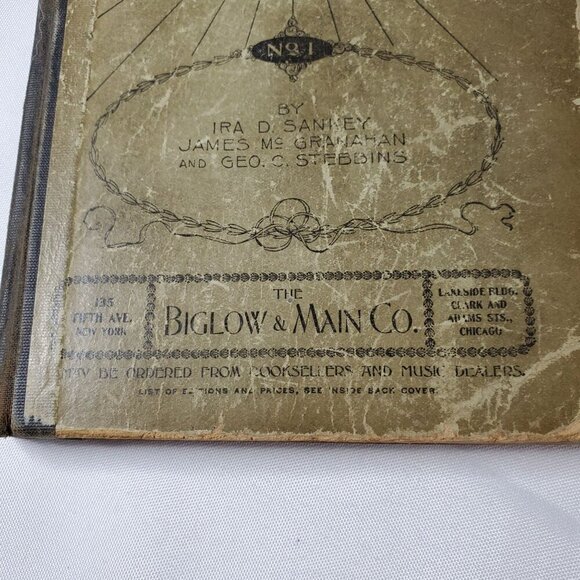 No 1
BY
IRA D. SANKEY,
JAMES Mc GRANAHAN
AND GEO. C. STEBBINS
135
FIFTH AVE,
NEW YORK
THE
BIGLOW & MAIN CO.
LAKESIDE BLDG.
CLARK AND
ADAMS STS.,
CHICAGO
MAY BE ORDERED FROM BOOKSELLERS AND MUSIC DEALERS.
LIST OF EDITIONS AND PRICES, SEE INSIDE BACK COVER.